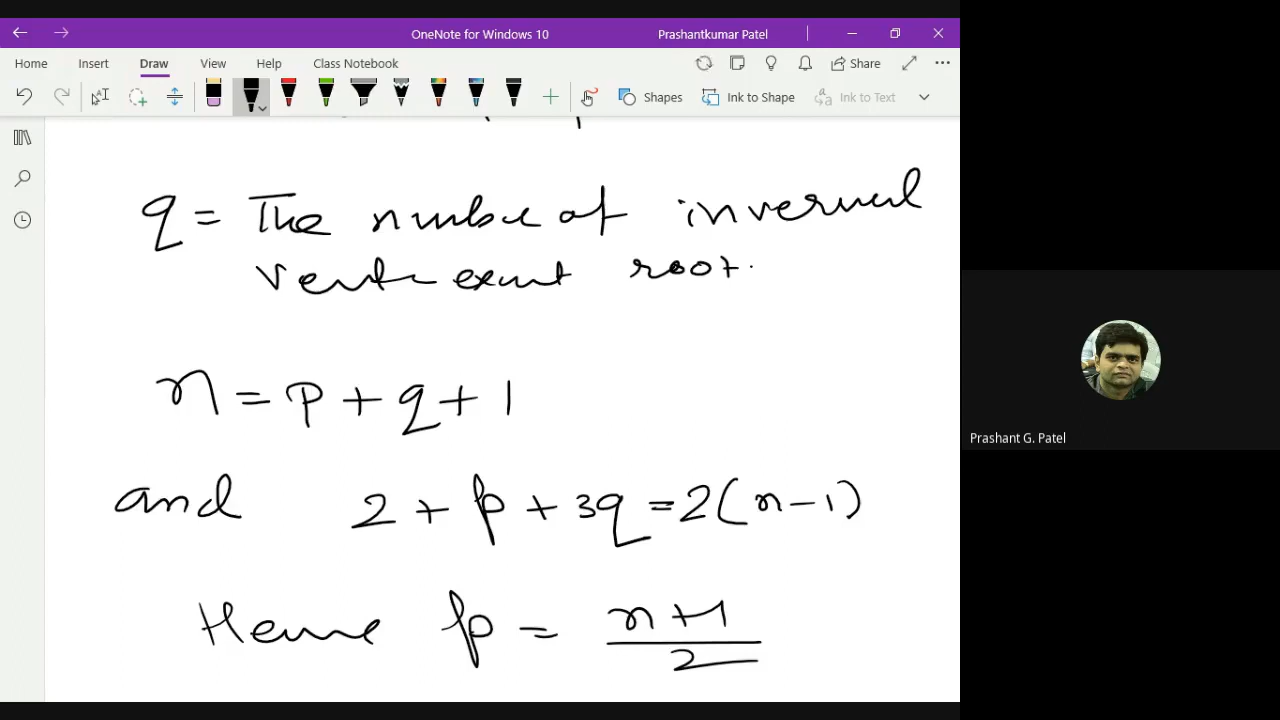 OneNote for Windows 10 Prashantkumar Patel
Home Insert Draw View Help Class Notebook Share
Shapes Ink to Shape Ink to Text
q = The number of internal
vertex except root.
n = p + q + 1
and 2 + p + 3q = 2(n-1)
Hence p = n+1
2
Prashant G. Patel